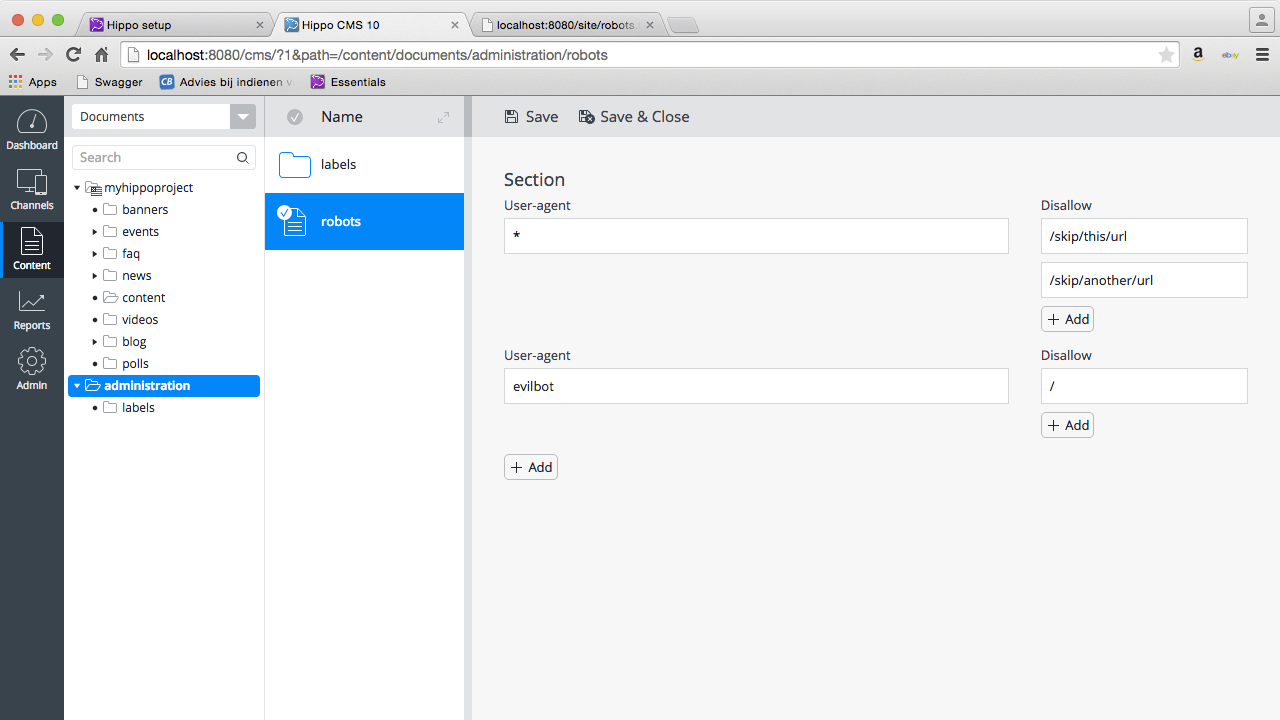 Hippo setup
Hippo CMS 10
localhost:8080/site/robots.
localhost:8080/cms/?1&path=/content/documents/administration/robots
a
ebay
Apps
Swagger
CB
Advies bij indienen v
Essentials
Dashboard
Channels
Content
Reports
Admin
Documents
Search
myhippoproject
banners
events
faq
news
content
videos
blog
polls
administration
labels
Name
labels
robots
Save
Save & Close
Section
User-agent
Disallow
*
/skip/this/url
/skip/another/url
+ Add
User-agent
Disallow
evilbot
/
+ Add
+ Add